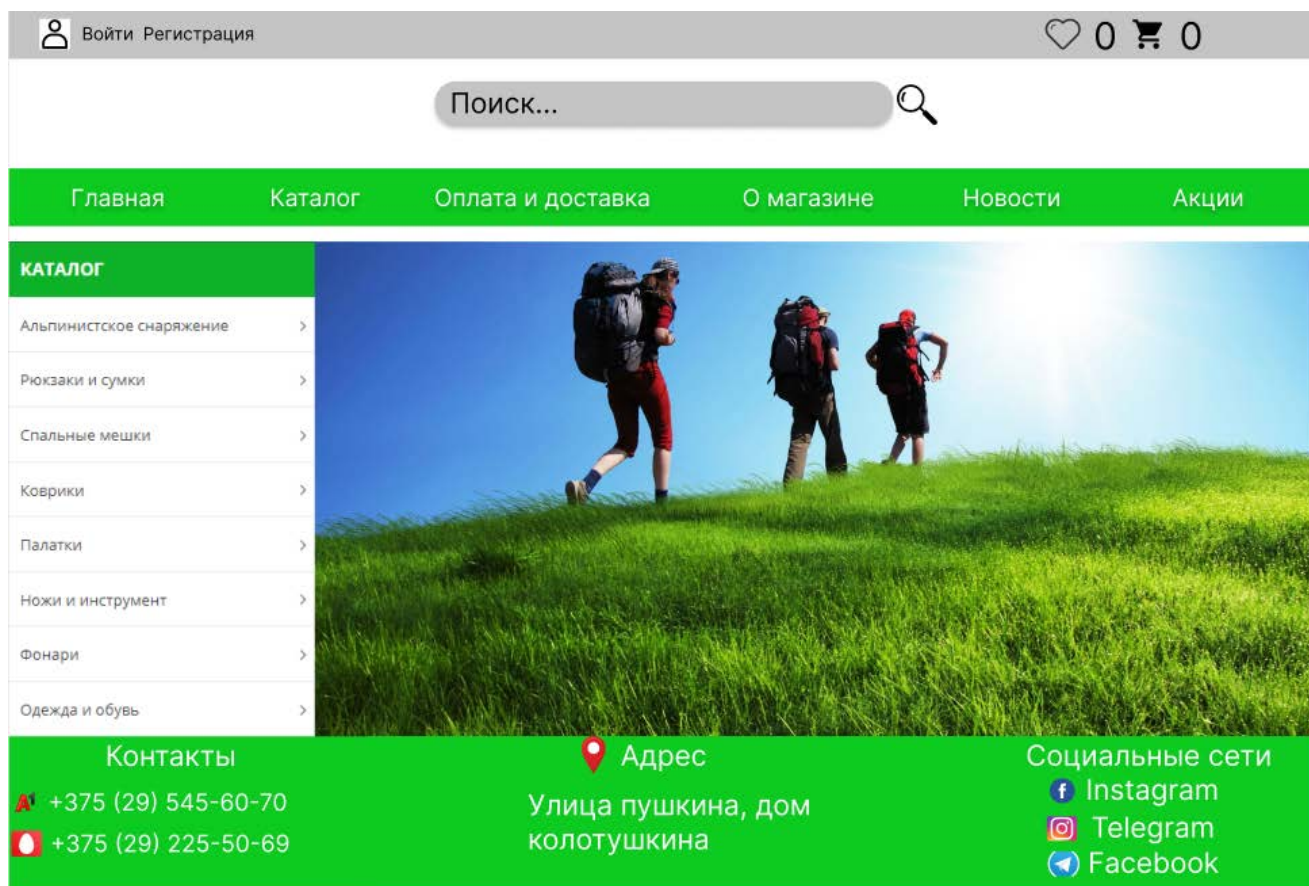 Войти Регистрация
0
0
Поиск...
Главная Каталог Оплата и доставка О магазине Новости Акции
КАТАЛОГ
Альпинистское снаряжение
Рюкзаки и сумки
Спальные мешки
Коврики
Палатки
Ножи и инструмент
Фонари
Одежда и обувь
Контакты
A1 +375 (29) 545-60-70
+375 (29) 225-50-69
Адрес
Улица пушкина, дом
колотушкина
Социальные сети
Instagram
Telegram
Facebook